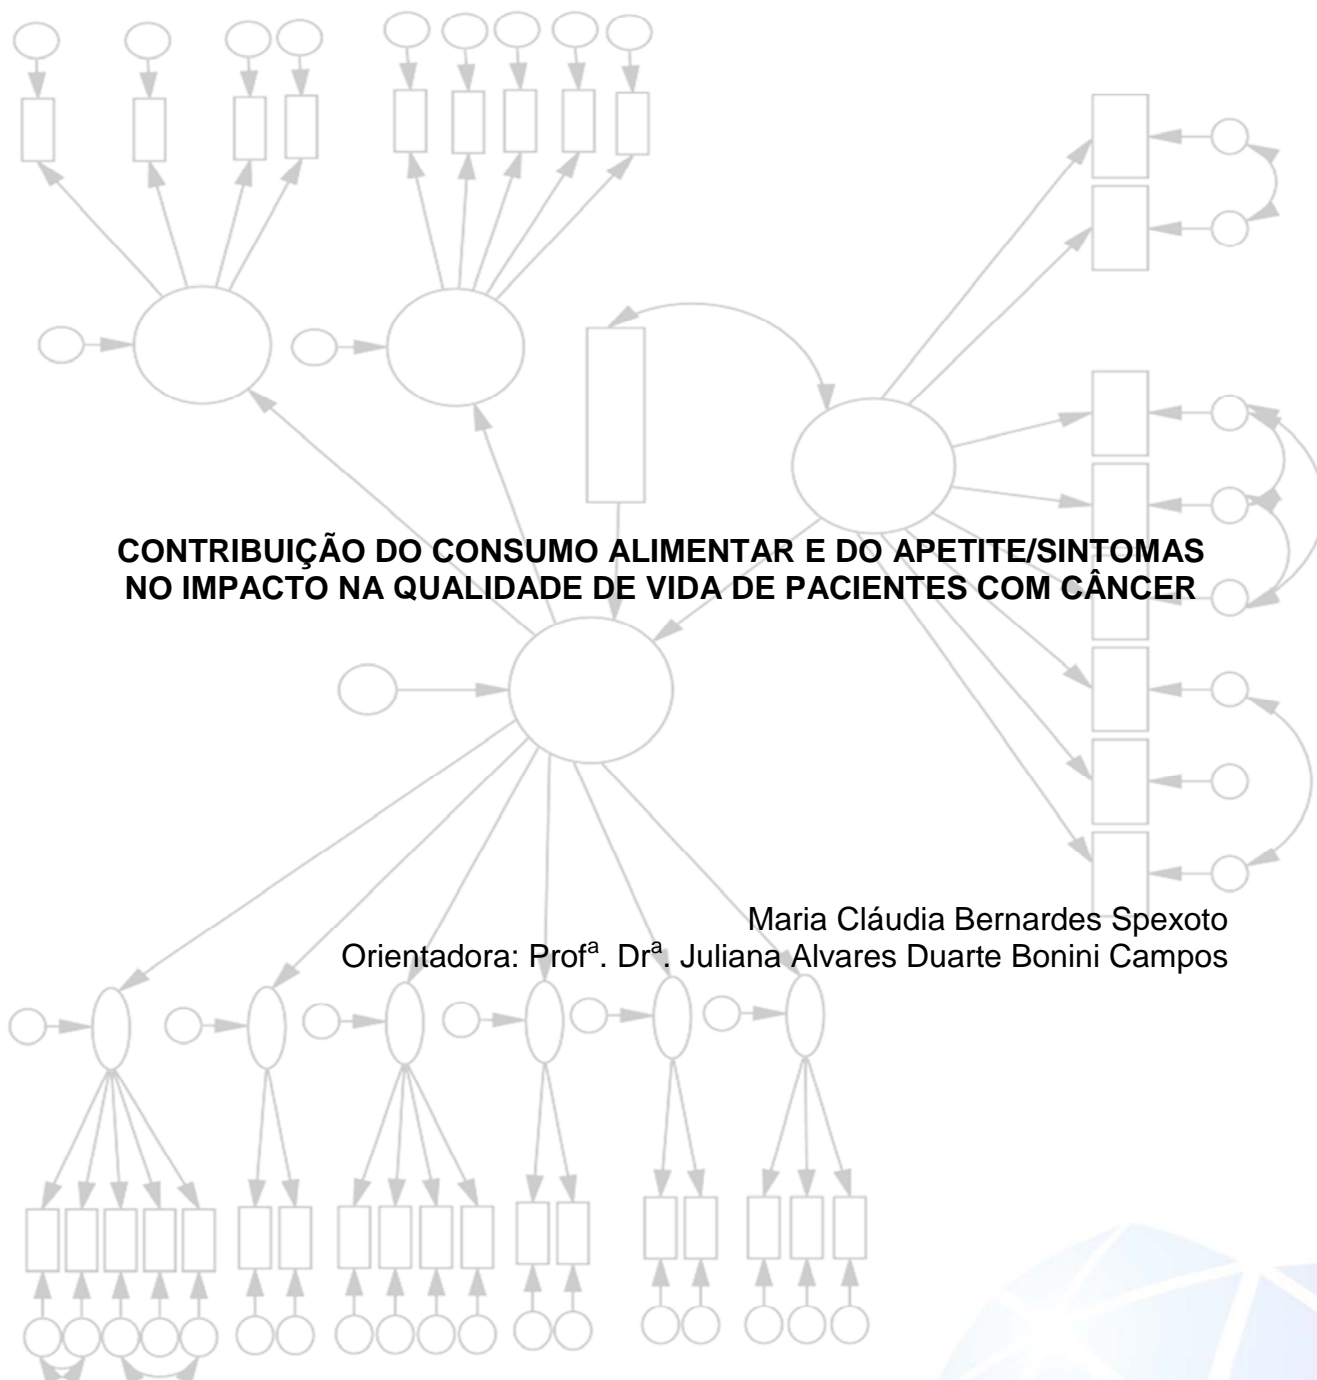 CONTRIBUIÇÃO DO CONSUMO ALIMENTAR E DO APETITE/SINTOMAS
NO IMPACTO NA QUALIDADE DE VIDA DE PACIENTES COM CÂNCER
Maria Cláudia Bernardes Spexoto
Orientadora: Profª. Drª. Juliana Alvares Duarte Bonini Campos